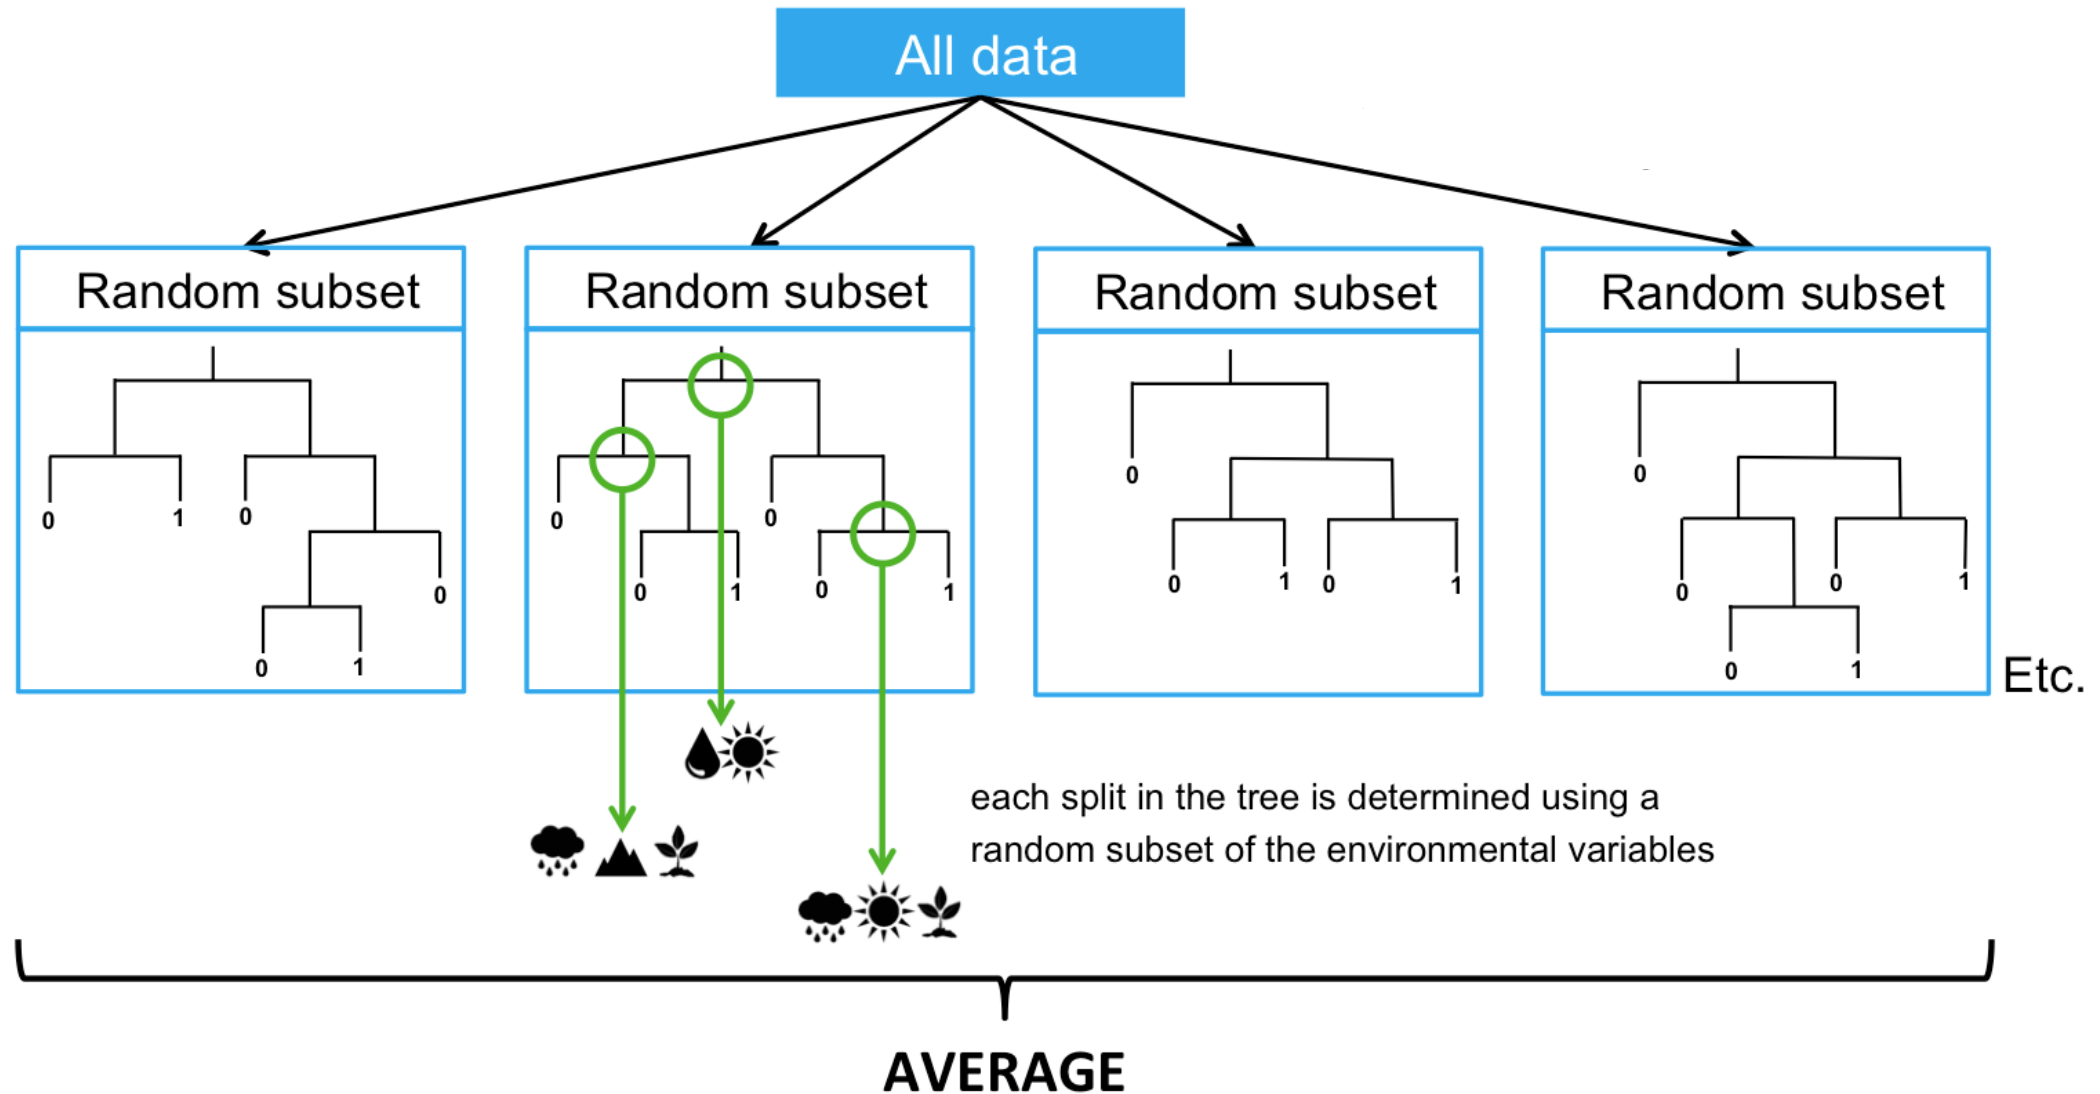 All data
Random subset
Random subset
Random subset
Random subset
0 1 0
0
0 1
0 0
0 1 0 1
0
0 1 0 1
0
0 0 1
0 1
Etc.
each split in the tree is determined using a
random subset of the environmental variables
AVERAGE